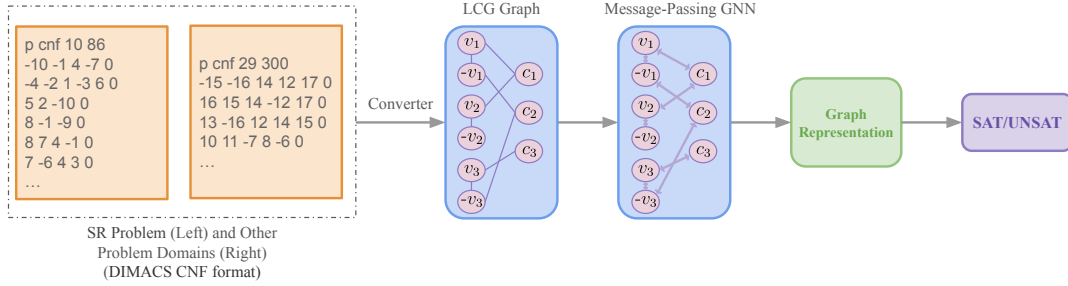 p cnf 10 86
-10 -1 4 -7 0
-4 -2 1 -3 6 0
5 2 -10 0
8 -1 -9 0
8 7 4 -1 0
7 -6 4 3 0
...
p cnf 29 300
-15 -16 14 12 17 0
16 15 14 -12 17 0
13 -16 12 14 15 0
10 11 -7 8 -6 0
...
SR Problem (Left) and Other
Problem Domains (Right)
(DIMACS CNF format)
Converter
LCG Graph
v1
-v1
v2
-v2
v3
-v3
c1
c2
c3
Message-Passing GNN
v1
-v1
v2
-v2
v3
-v3
c1
c2
c3
Graph
Representation
SAT/UNSAT